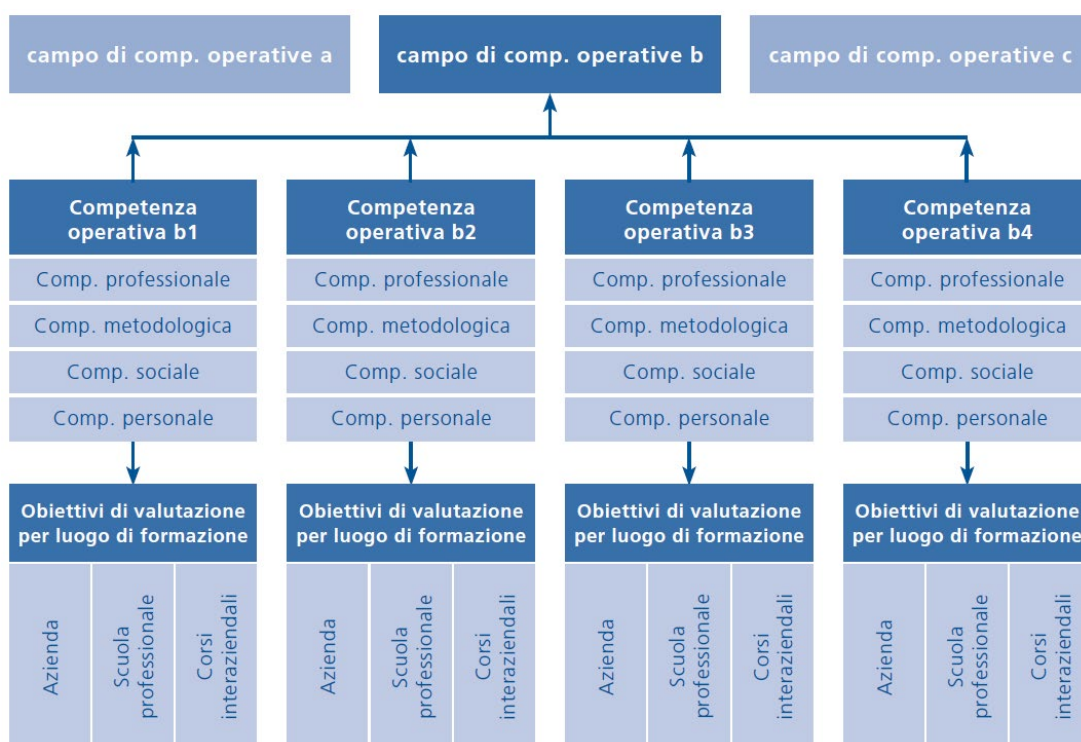 campo di comp. operative a
campo di comp. operative b
campo di comp. operative c
Competenza
operativa b1
Comp. professionale
Comp. metodologica
Comp. sociale
Comp. personale
Obiettivi di valutazione
per luogo di formazione
Azienda
Scuola
professionale
Corsi
interaziendali
Competenza
operativa b2
Comp. professionale
Comp. metodologica
Comp. sociale
Comp. personale
Obiettivi di valutazione
per luogo di formazione
Azienda
Scuola
professionale
Corsi
interaziendali
Competenza
operativa b3
Comp. professionale
Comp. metodologica
Comp. sociale
Comp. personale
Obiettivi di valutazione
per luogo di formazione
Azienda
Scuola
professionale
Corsi
interaziendali
Competenza
operativa b4
Comp. professionale
Comp. metodologica
Comp. sociale
Comp. personale
Obiettivi di valutazione
per luogo di formazione
Azienda
Scuola
professionale
Corsi
interaziendali